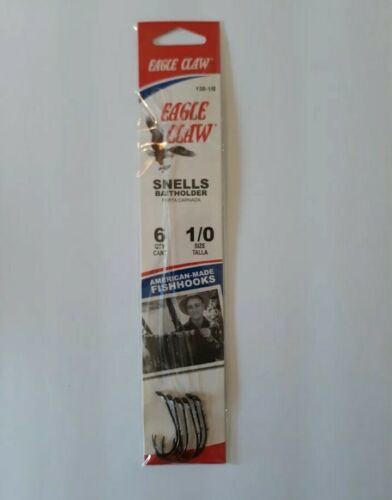 EAGLE CLAW
139-1/0
EAGLE
CLAW
SNELLS
BAITHOLDER
PORTA CARNADA
6 1/0
QTY SIZE
CANT TALLA
AMERICAN-MADE
FISHHOOKS